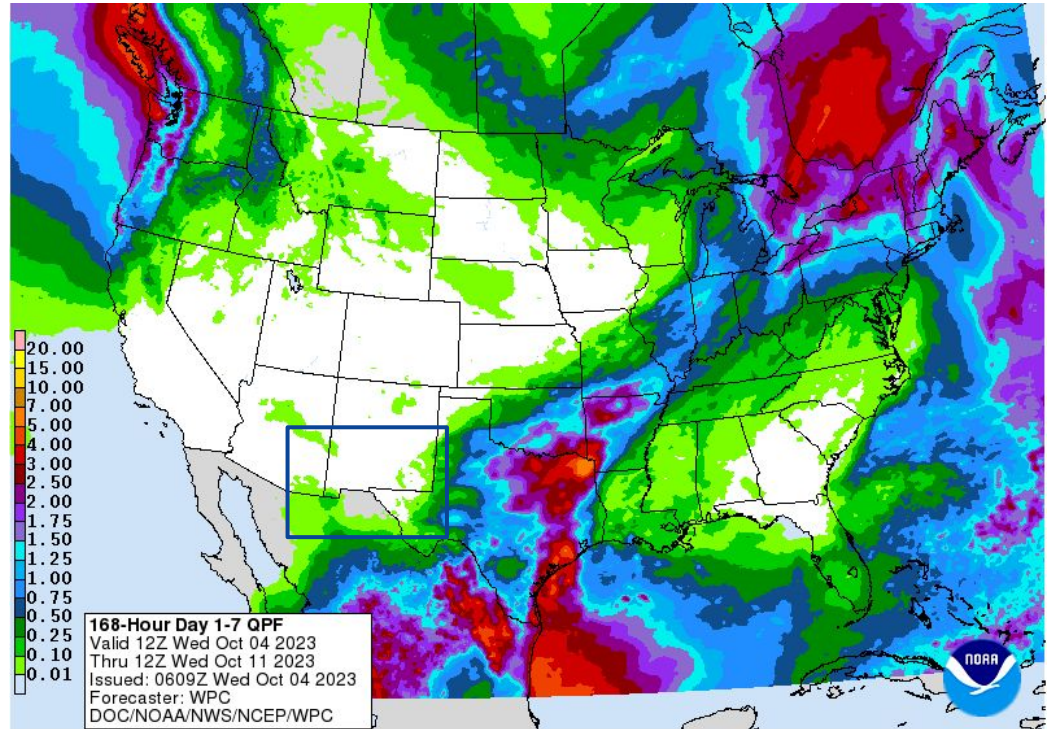 20.00
15.00
10.00
7.00
5.00
4.00
3.00
2.50
2.00
1.75
1.50
1.25
1.00
0.75
0.50
0.25
0.10
0.01
168-Hour Day 1-7 QPF
Valid 12Z Wed Oct 04 2023
Thru 12Z Wed Oct 11 2023
Issued: 0609Z Wed Oct 04 2023
Forecaster: WPC
DOC/NOAA/NWS/NCEP/WPC
NOAA